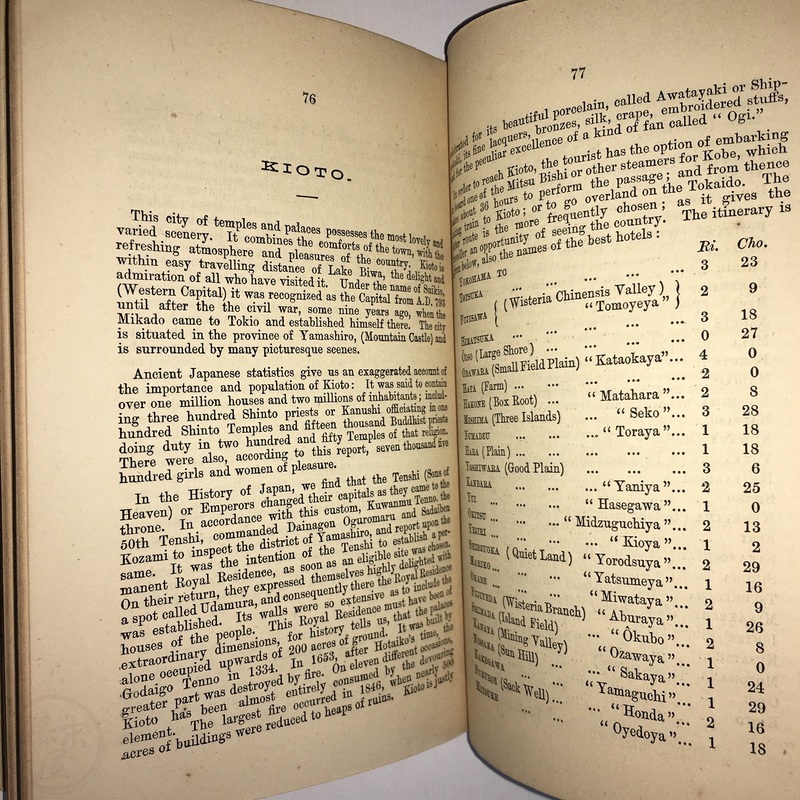 76
KIOTO.
This city of temples and palaces possesses the most lovely and
varied scenery. It combines the comforts of the town, with the
refreshing atmosphere and pleasures of the country. Kioto is
within easy travelling distance of Lake Biwa, the delight and
admiration of all who have visited it. Under the name of Saikio,
(Western Capital) it was recognized as the Capital from A.D. 793
until after the the civil war, some nine years ago, when the
Mikado came to Tokio and established himself there. The city
is situated in the province of Yamashiro, (Mountain Castle) and
is surrounded by many picturesque scenes.
Ancient Japanese statistics give us an exaggerated account of
the importance and population of Kioto: It was said to contain
over one million houses and two millions of inhabitants; includ-
ing three hundred Shinto priests or Kanushi officiating in one
hundred Shinto Temples and fifteen thousand Buddhist priests
doing duty in two hundred and fifty Temples of that religion.
There were also, according to this report, seven thousand five
hundred girls and women of pleasure.
In the History of Japan, we find that the Tenshi (Sons of
Heaven) or Emperors changed their capitals as they came to the
throne. In accordance with this custom, Kuwanmu Tenno, the
50th Tenshi, commanded Dainagon Oguromaru and Sadaiben
Kozami to inspect the district of Yamashiro, and report upon the
same. It was the intention of the Tenshi to establish a per-
manent Royal Residence, as soon as an eligible site was chosen.
On their return, they expressed themselves highly delighted with
a spot called Udamura, and consequently there the Royal Residence
was established. Its walls were so extensive as to include the
houses of the people. This Royal Residence must have been of
extraordinary dimensions, for history tells us, that the palaces
alone occupied upwards of 200 acres of ground. It was built by
Godaigo Tenno in 1334. In 1653, after Hotaiko's time, the
greater part was destroyed by fire. On eleven different occasions,
Kioto has been almost entirely consumed by the devouring
element. The largest fire occurred in 1846, when nearly 500
acres of buildings were reduced to heaps of ruins. Kioto is justly
77
for its beautiful porcelain, called Awatayaki or Ship-
its fine lacquers, bronzes, silk, crape, embroidered stuffs,
and for the peculiar excellence of a kind of fan called "Ogi."
In order to reach Kioto, the tourist has the option of embarking
board one of the Mitsu Bishi or other steamers for Kobe, which
about 36 hours to perform the passage; and from thence
train to Kioto; or to go overland on the Tokaido. The
route is the more frequently chosen; as it gives the
an opportunity of seeing the country. The itinerary is
below, also the names of the best hotels:
Ri. Cho.
YOKOHAMA TO
TOTSUKA ... ... ... 3 23
FUJISAWA { (Wisteria Chinensis Valley) "Tomoyeya" } 2 9
HIRATSUKA ... ... ... 3 18
OISO (Large Shore) ... ... ... 0 27
ODAWARA (Small Field Plain) "Kataokaya"... 4 0
HATA (Farm) ... ... ... ... 2 0
HAKONE (Box Root) ... "Matahara"... 2 8
MISHIMA (Three Islands) ... "Seko"... 3 28
NUMADZU ... ... ... "Toraya"... 1 18
HARA (Plain) ... ... ... ... 1 18
YOSHIWARA (Good Plain) 3 6
KANBARA ... ... "Yaniya"... 2 25
YUI ... ... "Hasegawa"... 1 0
OKITSU ... ... "Midzuguchiya"... 2 13
YEJIRI ... ... "Kioya"... 1 2
SHIDZUOKA (Quiet Land) "Yorodsuya"... 2 29
MARIKO... ... "Yatsumeya"... 1 16
OKABE ... ... "Miwataya"... 2 9
FUJIYEDA (Wisteria Branch) "Aburaya"... 1 26
SHIMADA (Island Field) ... "Ôkubo"... 2 8
KANAYA (Mining Valley) "Ozawaya"... 1 0
(Sun Hill) ... "Sakaya"... 1 24
KAKEGAWA ... "Yamaguchi"... 1 29
FUKUROI (Sack Well)... "Honda"... 2 16
MITSUKE ... "Oyedoya"... 1 18